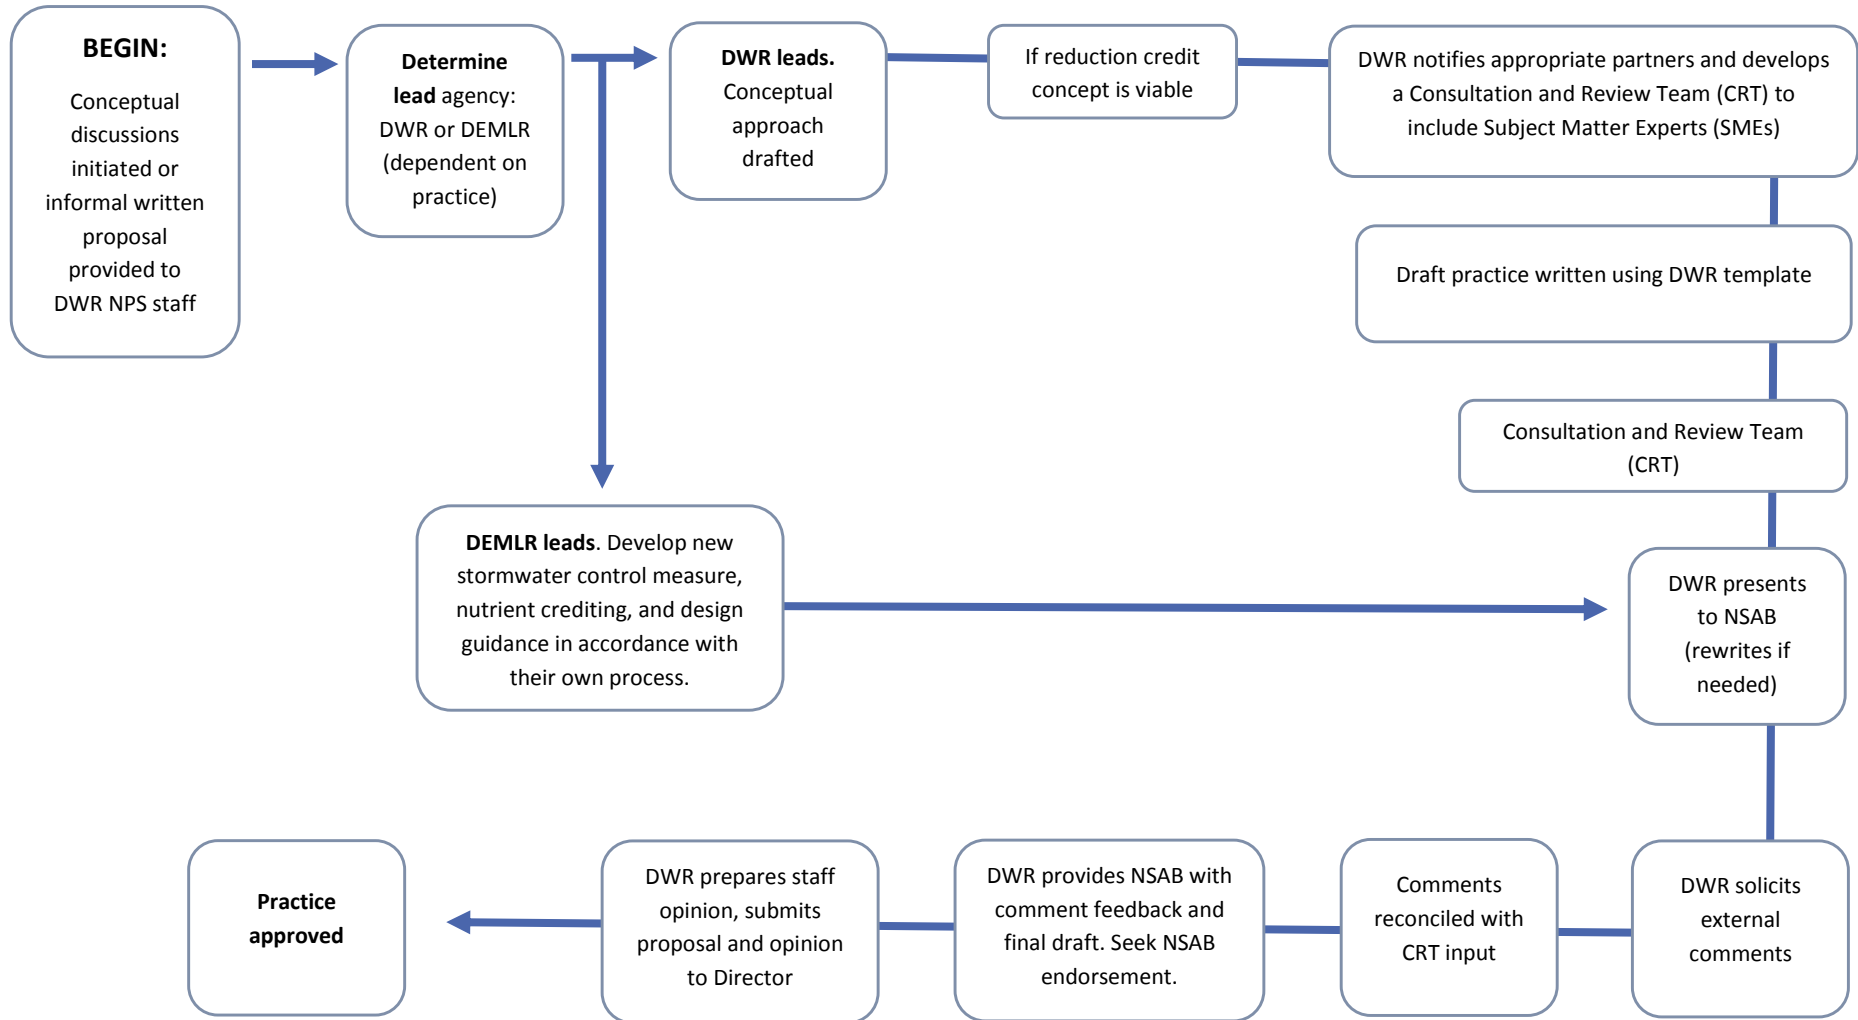 BEGIN:
Conceptual
discussions
initiated or
informal written
proposal
provided to
DWR NPS staff
Determine
lead agency:
DWR or DEMLR
(dependent on
practice)
DWR leads.
Conceptual
approach
drafted
If reduction credit
concept is viable
DWR notifies appropriate partners and develops
a Consultation and Review Team (CRT) to
include Subject Matter Experts (SMEs)
Draft practice written using DWR template
Consultation and Review Team
(CRT)
DEMLR leads. Develop new
stormwater control measure,
nutrient crediting, and design
guidance in accordance with
their own process.
DWR presents
to NSAB
(rewrites if
needed)
DWR solicits
external
comments
Comments
reconciled with
CRT input
DWR provides NSAB with
comment feedback and
final draft. Seek NSAB
endorsement.
DWR prepares staff
opinion, submits
proposal and opinion
to Director
Practice
approved